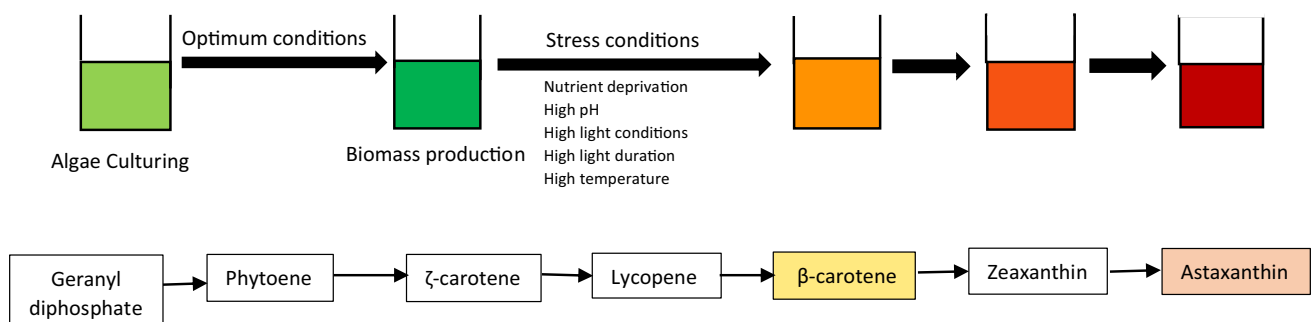 Optimum conditions
Stress conditions
Nutrient deprivation
High pH
High light conditions
High light duration
High temperature
Algae Culturing
Biomass production
Geranyl
diphosphate
Phytoene
ζ-carotene
Lycopene
β-carotene
Zeaxanthin
Astaxanthin